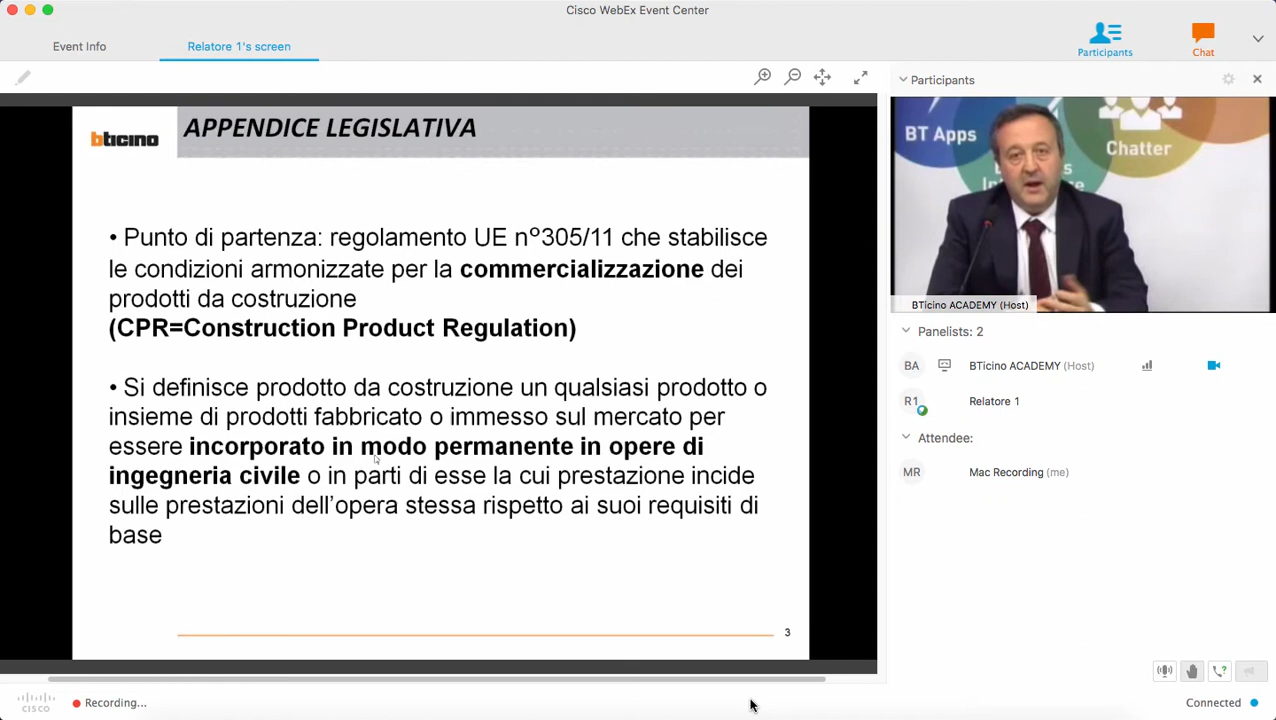 Cisco WebEx Event Center
Event Info
Relatore 1's screen
Participants
Chat
Participants
bticino
APPENDICE LEGISLATIVA
• Punto di partenza: regolamento UE n°305/11 che stabilisce
le condizioni armonizzate per la commercializzazione dei
prodotti da costruzione
(CPR=Construction Product Regulation)
• Si definisce prodotto da costruzione un qualsiasi prodotto o
insieme di prodotti fabbricato o immesso sul mercato per
essere incorporato in modo permanente in opere di
ingegneria civile o in parti di esse la cui prestazione incide
sulle prestazioni dell'opera stessa rispetto ai suoi requisiti di
base
3
BT Apps
Chatter
BTicino ACADEMY (Host)
Panelists: 2
BA BTicino ACADEMY (Host)
R1 Relatore 1
Attendee:
MR Mac Recording (me)
CISCO
Recording...
Connected